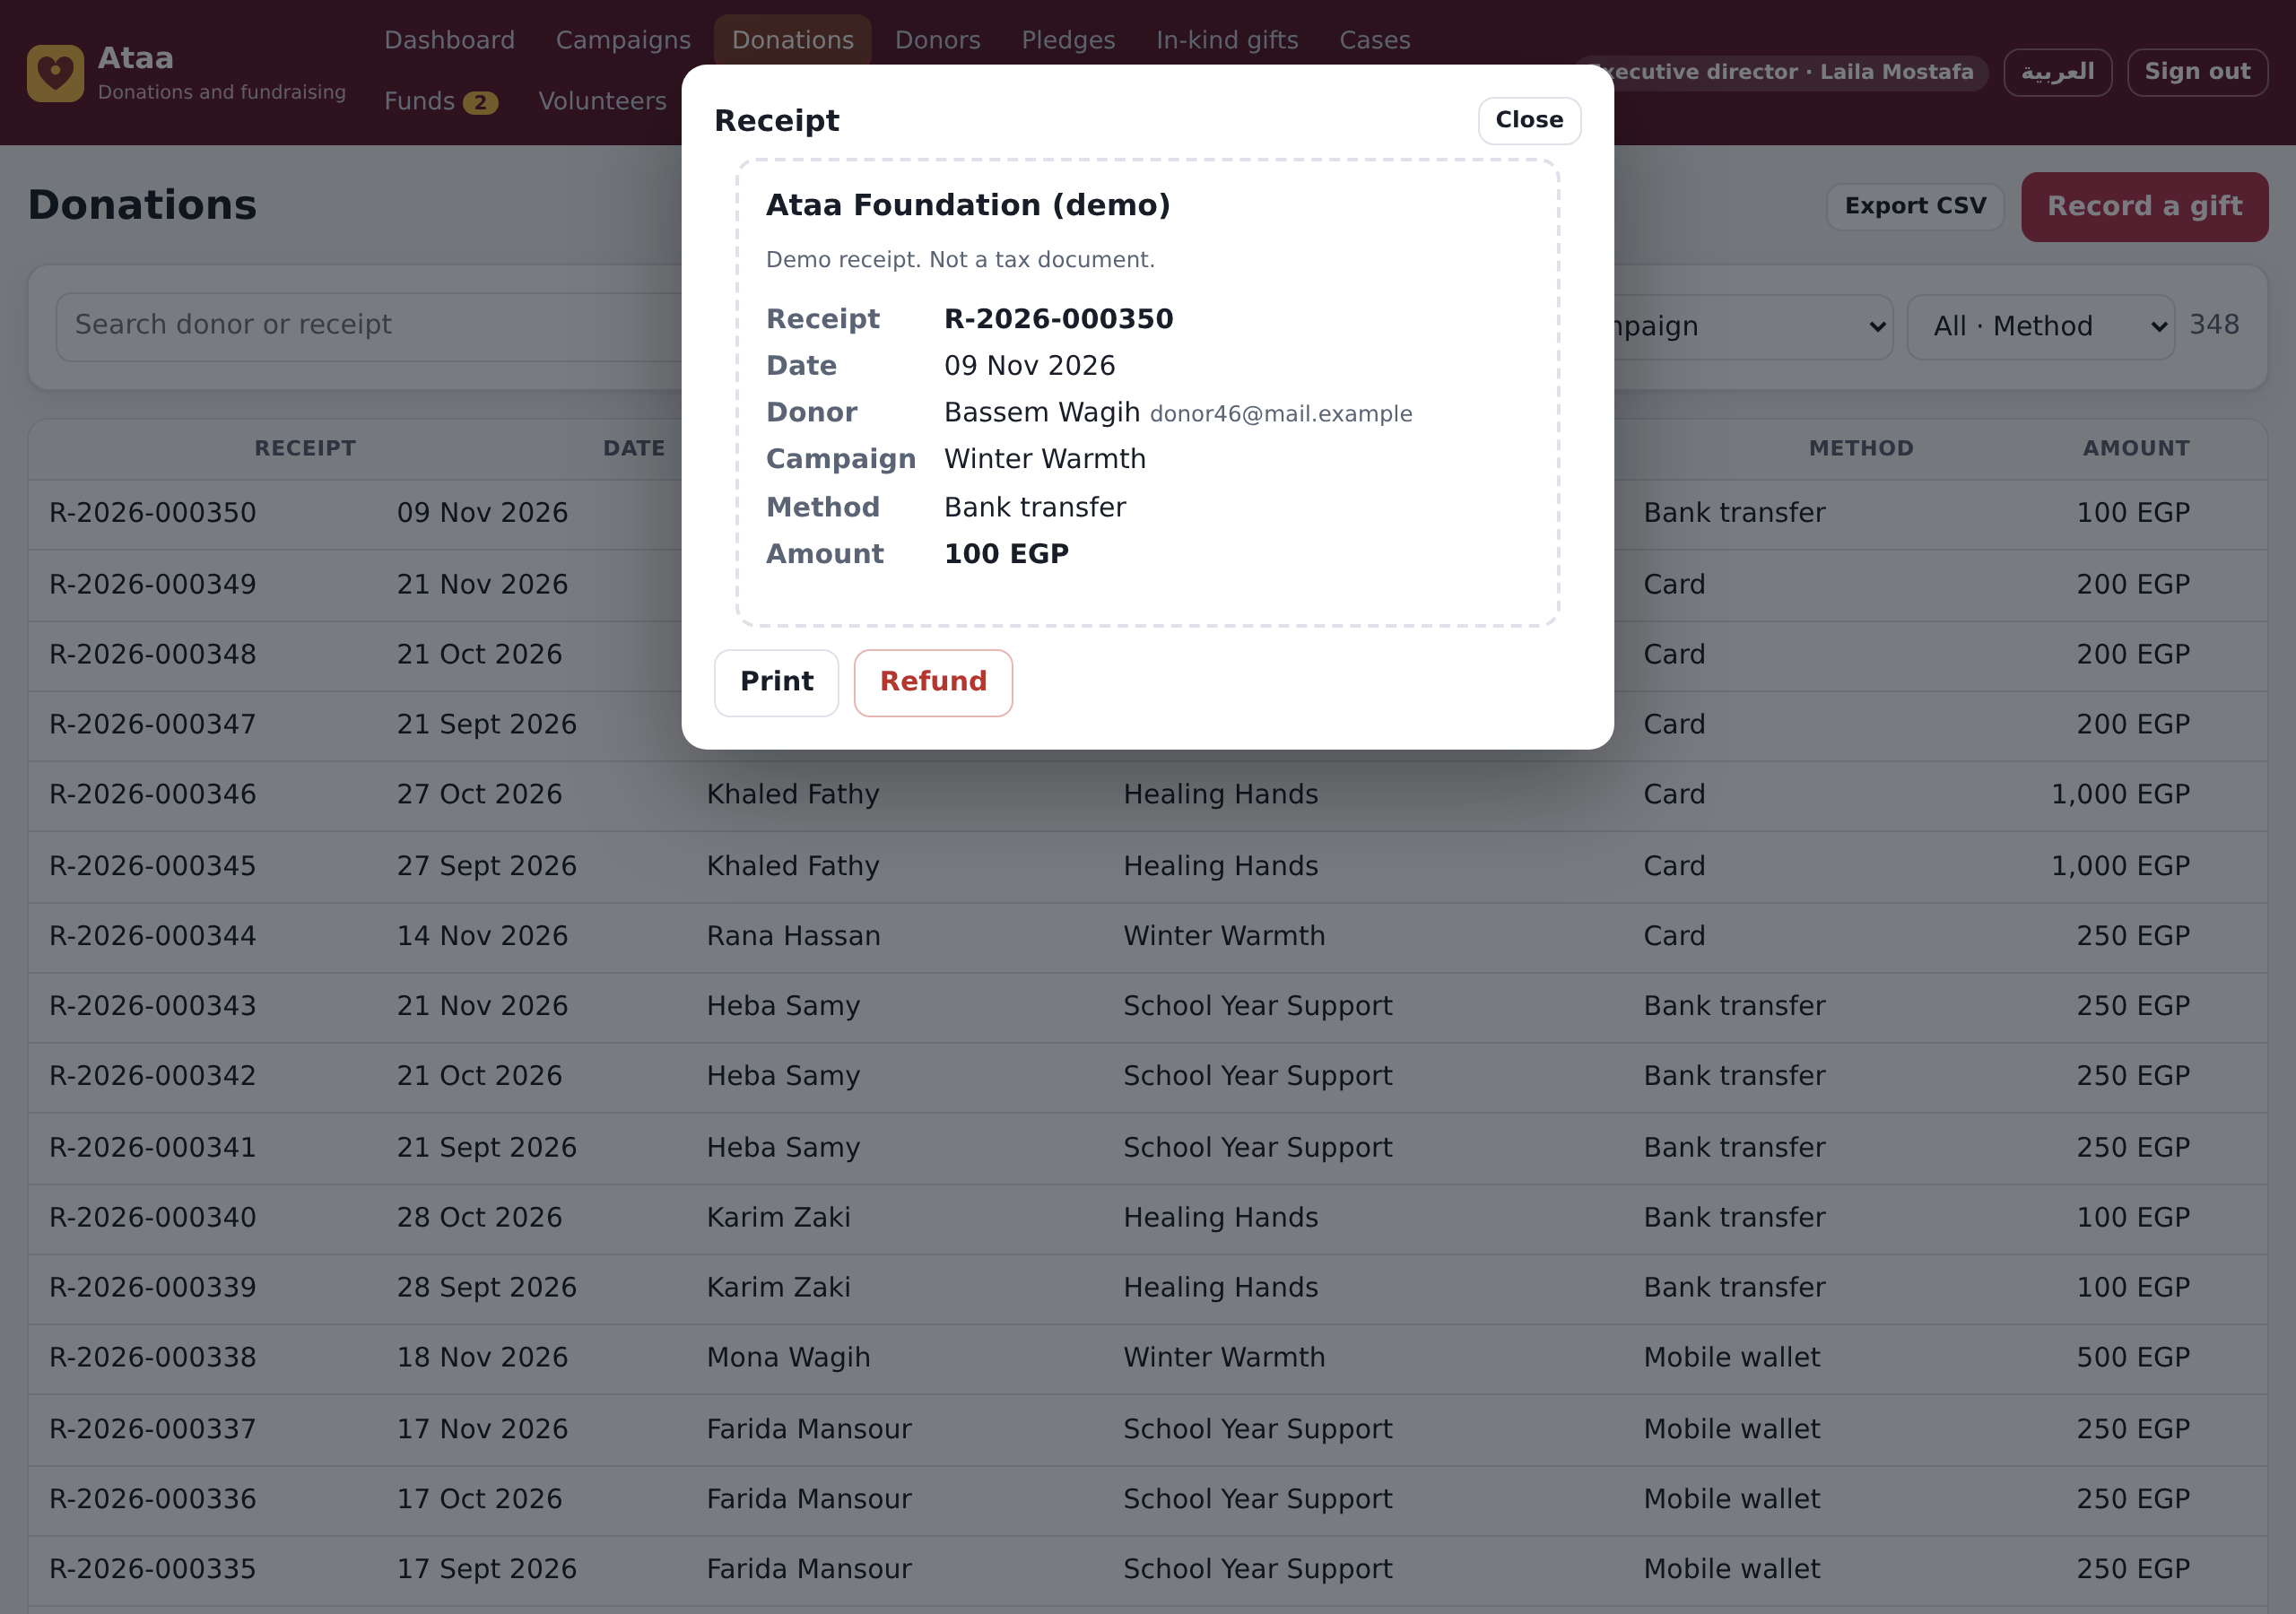 Ataa
Donations and fundraising
Dashboard Campaigns Donations Donors Pledges In-kind gifts Cases
Funds 2 Volunteers
Executive director · Laila Mostafa
العربية
Sign out
Donations
Export CSV
Record a gift
Search donor or receipt
All · Method
348
Receipt
Close
Ataa Foundation (demo)
Demo receipt. Not a tax document.
Receipt R-2026-000350
Date 09 Nov 2026
Donor Bassem Wagih donor46@mail.example
Campaign Winter Warmth
Method Bank transfer
Amount 100 EGP
Print Refund
RECEIPT DATE METHOD AMOUNT
R-2026-000350 09 Nov 2026 Bank transfer 100 EGP
R-2026-000349 21 Nov 2026 Card 200 EGP
R-2026-000348 21 Oct 2026 Card 200 EGP
R-2026-000347 21 Sept 2026 Card 200 EGP
R-2026-000346 27 Oct 2026 Khaled Fathy Healing Hands Card 1,000 EGP
R-2026-000345 27 Sept 2026 Khaled Fathy Healing Hands Card 1,000 EGP
R-2026-000344 14 Nov 2026 Rana Hassan Winter Warmth Card 250 EGP
R-2026-000343 21 Nov 2026 Heba Samy School Year Support Bank transfer 250 EGP
R-2026-000342 21 Oct 2026 Heba Samy School Year Support Bank transfer 250 EGP
R-2026-000341 21 Sept 2026 Heba Samy School Year Support Bank transfer 250 EGP
R-2026-000340 28 Oct 2026 Karim Zaki Healing Hands Bank transfer 100 EGP
R-2026-000339 28 Sept 2026 Karim Zaki Healing Hands Bank transfer 100 EGP
R-2026-000338 18 Nov 2026 Mona Wagih Winter Warmth Mobile wallet 500 EGP
R-2026-000337 17 Nov 2026 Farida Mansour School Year Support Mobile wallet 250 EGP
R-2026-000336 17 Oct 2026 Farida Mansour School Year Support Mobile wallet 250 EGP
R-2026-000335 17 Sept 2026 Farida Mansour School Year Support Mobile wallet 250 EGP